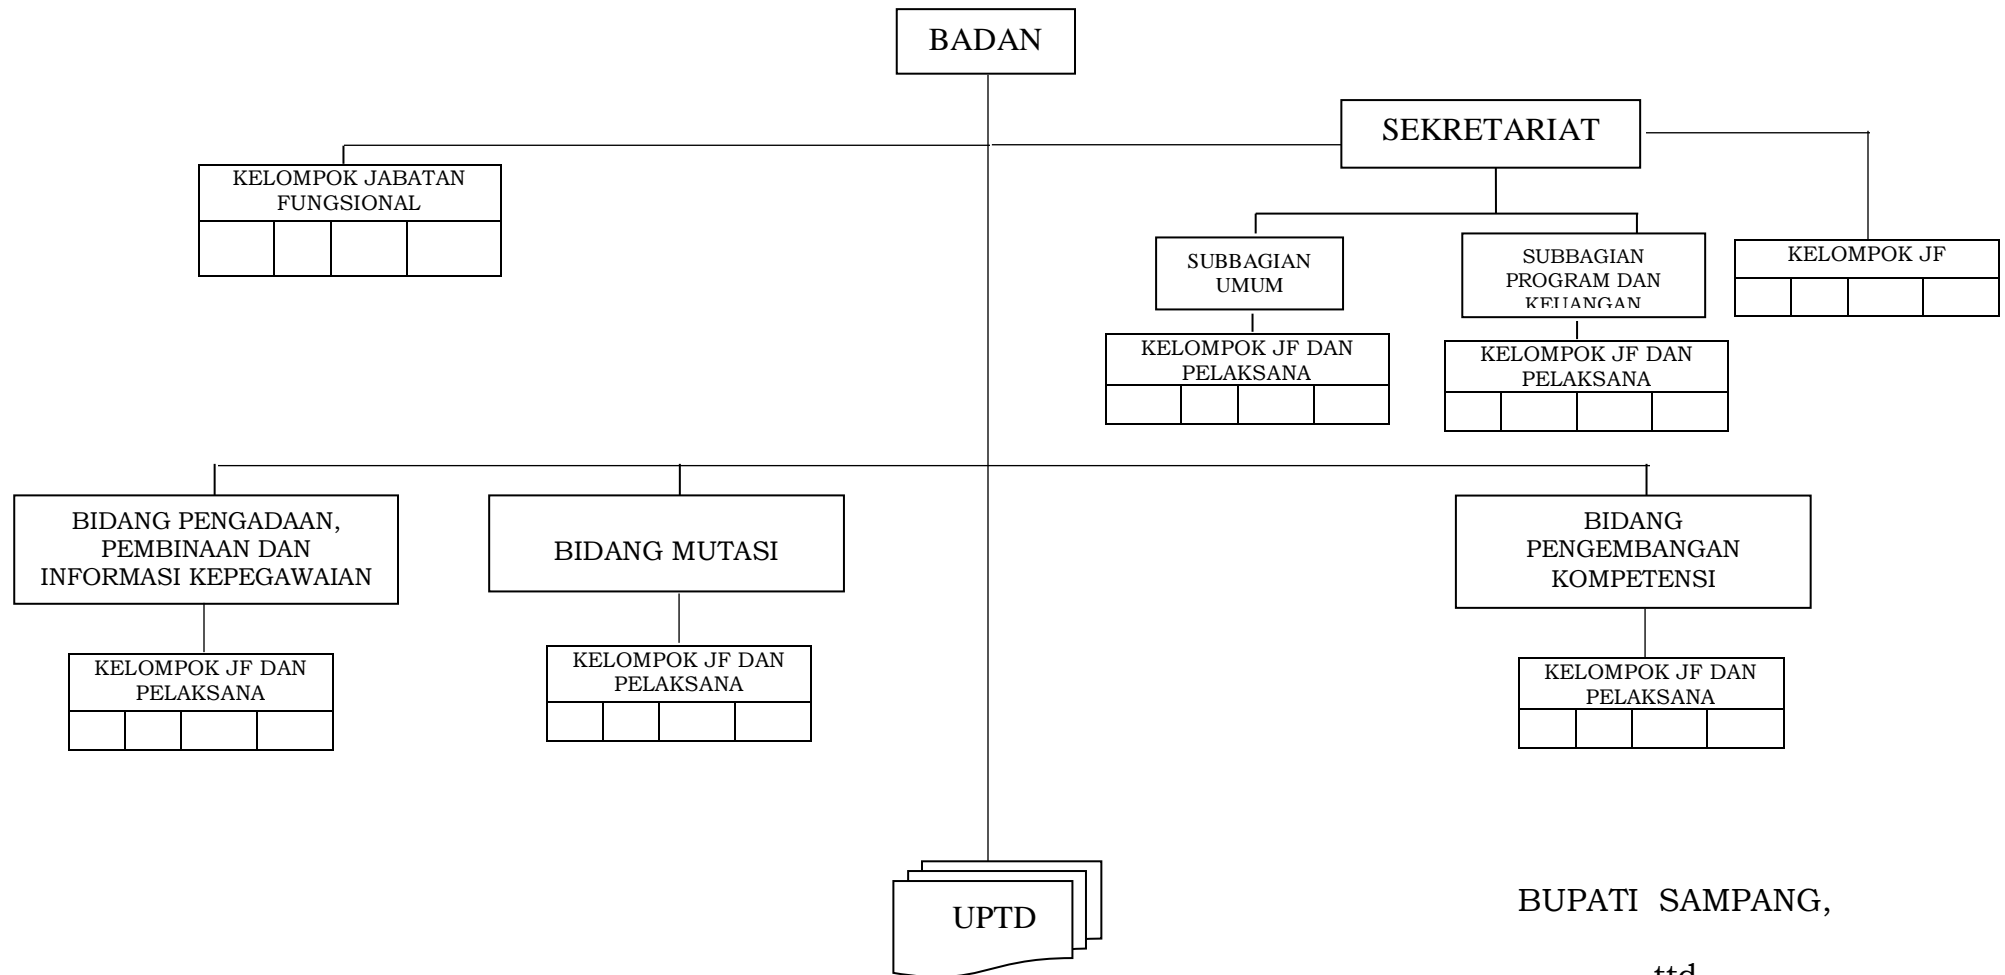 BADAN
SEKRETARIAT
KELOMPOK JABATAN
FUNGSIONAL
SUBBAGIAN
UMUM
SUBBAGIAN
PROGRAM DAN
KEUANGAN
KELOMPOK JF
KELOMPOK JF DAN
PELAKSANA
KELOMPOK JF DAN
PELAKSANA
BIDANG PENGADAAN,
PEMBINAAN DAN
INFORMASI KEPEGAWAIAN
BIDANG MUTASI
BIDANG
PENGEMBANGAN
KOMPETENSI
KELOMPOK JF DAN
PELAKSANA
KELOMPOK JF DAN
PELAKSANA
KELOMPOK JF DAN
PELAKSANA
UPTD
BUPATI SAMPANG,
ttd